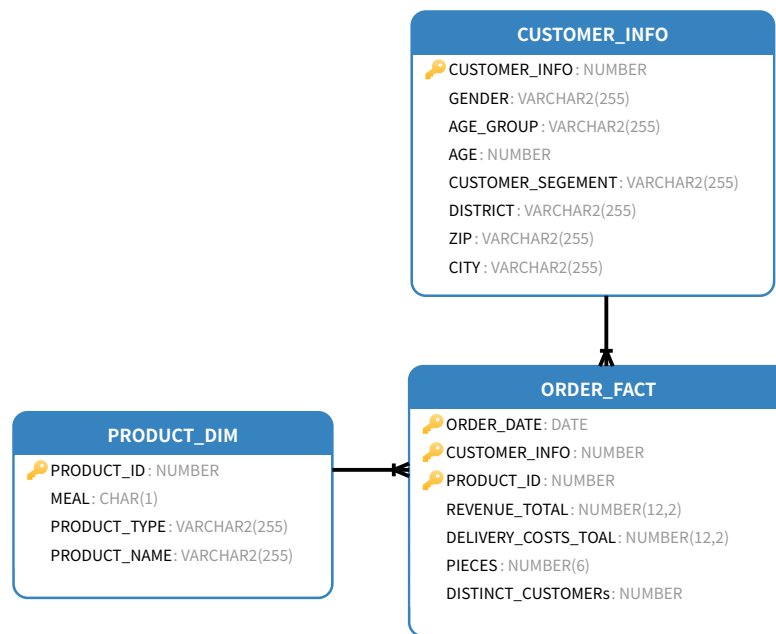 CUSTOMER_INFO
CUSTOMER_INFO: NUMBER
GENDER: VARCHAR2(255)
AGE_GROUP: VARCHAR2(255)
AGE: NUMBER
CUSTOMER_SEGEMENT: VARCHAR2(255)
DISTRICT: VARCHAR2(255)
ZIP: VARCHAR2(255)
CITY: VARCHAR2(255)
ORDER_FACT
ORDER_DATE: DATE
CUSTOMER_INFO: NUMBER
PRODUCT_ID: NUMBER
REVENUE_TOTAL: NUMBER(12,2)
DELIVERY_COSTS_TOAL: NUMBER(12,2)
PIECES: NUMBER(6)
DISTINCT_CUSTOMERs: NUMBER
PRODUCT_DIM
PRODUCT_ID: NUMBER
MEAL: CHAR(1)
PRODUCT_TYPE: VARCHAR2(255)
PRODUCT_NAME: VARCHAR2(255)